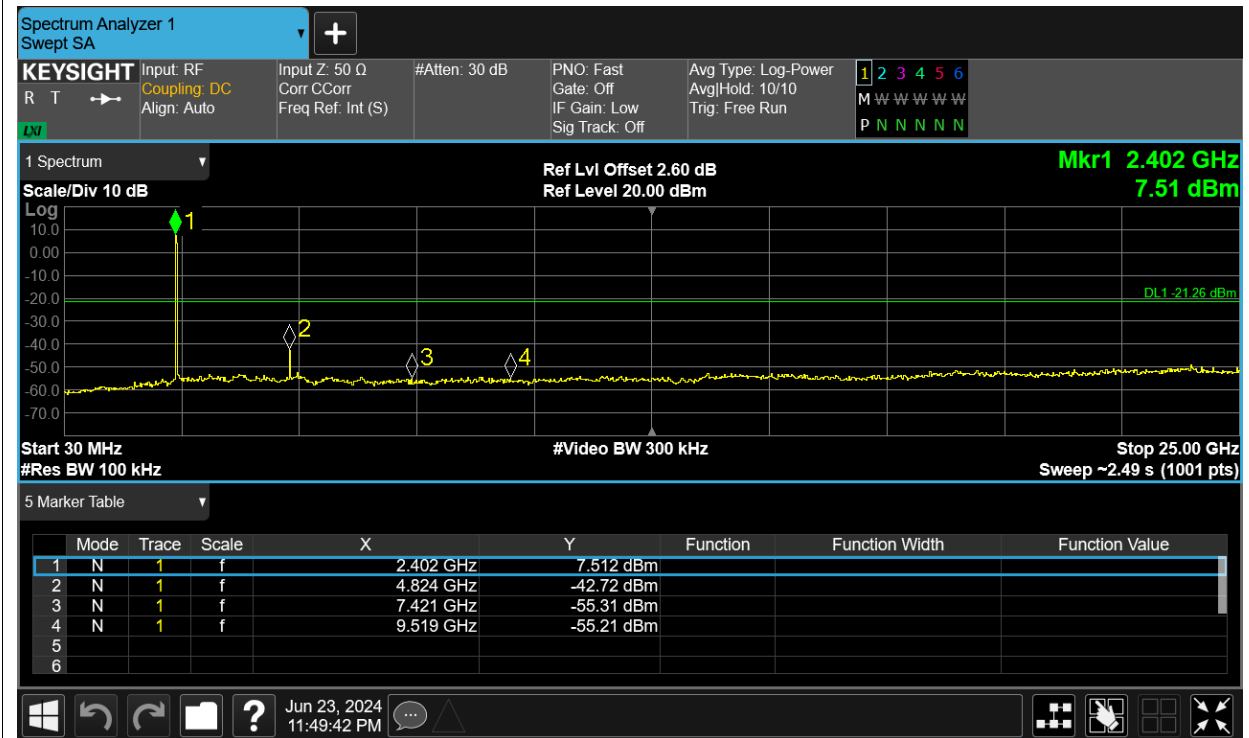 Spectrum Analyzer 1
Swept SA
+
KEYSIGHT Input: RF Input Z: 50 Ω #Atten: 30 dB PNO: Fast Avg Type: Log-Power 1 2 3 4 5 6
R T Coupling: DC Corr CCorr Gate: Off Avg|Hold: 10/10 M W W W W W
Align: Auto Freq Ref: Int (S) IF Gain: Low Trig: Free Run
LXI Sig Track: Off P N N N N N
1 Spectrum Ref Lvl Offset 2.60 dB Mkr1 2.402 GHz
Scale/Div 10 dB Ref Level 20.00 dBm 7.51 dBm
Log
1
10.0
0.00
-10.0
-20.0 DL1 -21.26 dBm
-30.0 2
-40.0
3 4
-50.0
-60.0
-70.0
Start 30 MHz #Video BW 300 kHz Stop 25.00 GHz
#Res BW 100 kHz Sweep ~2.49 s (1001 pts)
5 Marker Table
Mode Trace Scale X Y Function Function Width Function Value
1 N 1 f 2.402 GHz 7.512 dBm
2 N 1 f 4.824 GHz -42.72 dBm
3 N 1 f 7.421 GHz -55.31 dBm
4 N 1 f 9.519 GHz -55.21 dBm
5
6
? Jun 23, 2024
11:49:42 PM